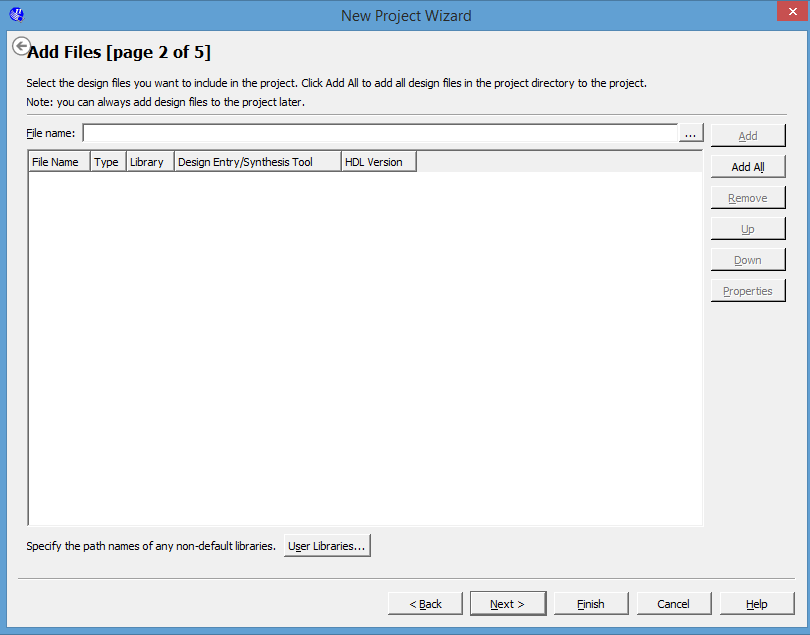 New Project Wizard
Add Files [page 2 of 5]
Select the design files you want to include in the project. Click Add All to add all design files in the project directory to the project.
Note: you can always add design files to the project later.
File name: ... Add
File Name Type Library Design Entry/Synthesis Tool HDL Version
Add All
Remove
Up
Down
Properties
Specify the path names of any non-default libraries. User Libraries...
< Back Next > Finish Cancel Help